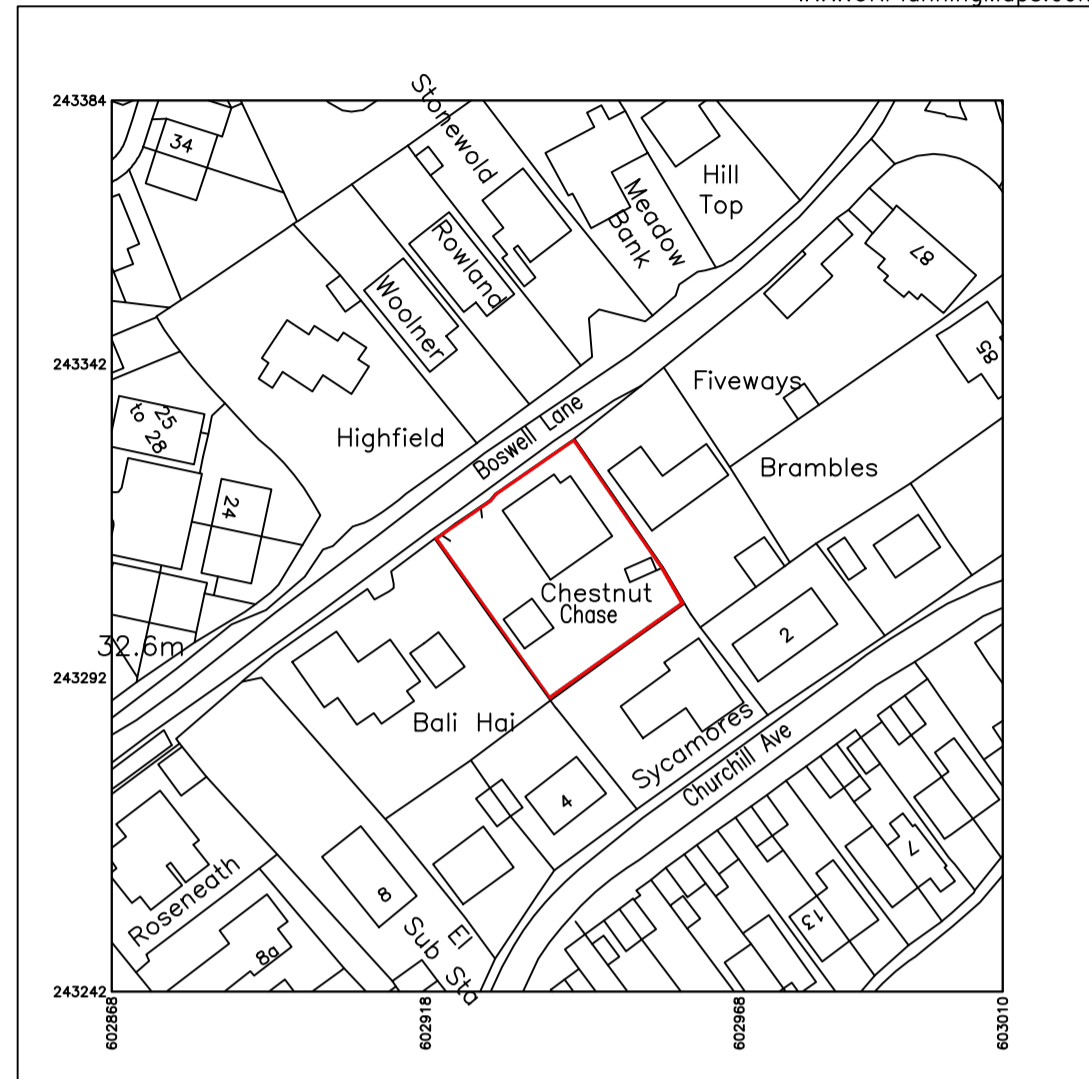 243384
Stonewold
34
Hill
Top
Meadow
Bank
Rowland
Woolner
87
243342
85
Fiveways
25
to
28
Highfield
Boswell Lane
Brambles
24
Chestnut
Chase
2
32.6m
243292
Bali Hai
Sycamores
Churchill Ave
4
7
Roseneath
8
13
El
Sub Sta
8a
243242
602868
602918
602968
603010